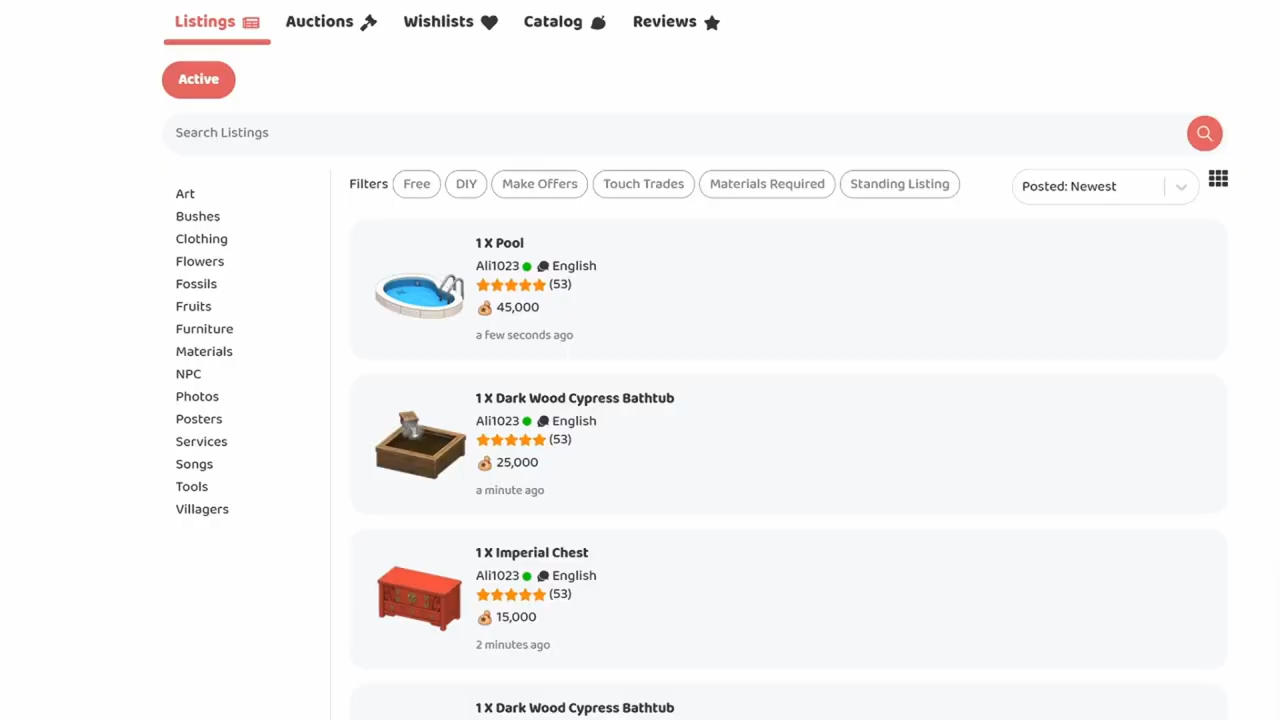 Listings Auctions Wishlists Catalog Reviews
Active
Search Listings
Art
Bushes
Clothing
Flowers
Fossils
Fruits
Furniture
Materials
NPC
Photos
Posters
Services
Songs
Tools
Villagers
Filters Free DIY Make Offers Touch Trades Materials Required Standing Listing Posted: Newest
1 X Pool
Ali1023 English
(53)
45,000
a few seconds ago
1 X Dark Wood Cypress Bathtub
Ali1023 English
(53)
25,000
a minute ago
1 X Imperial Chest
Ali1023 English
(53)
15,000
2 minutes ago
1 X Dark Wood Cypress Bathtub